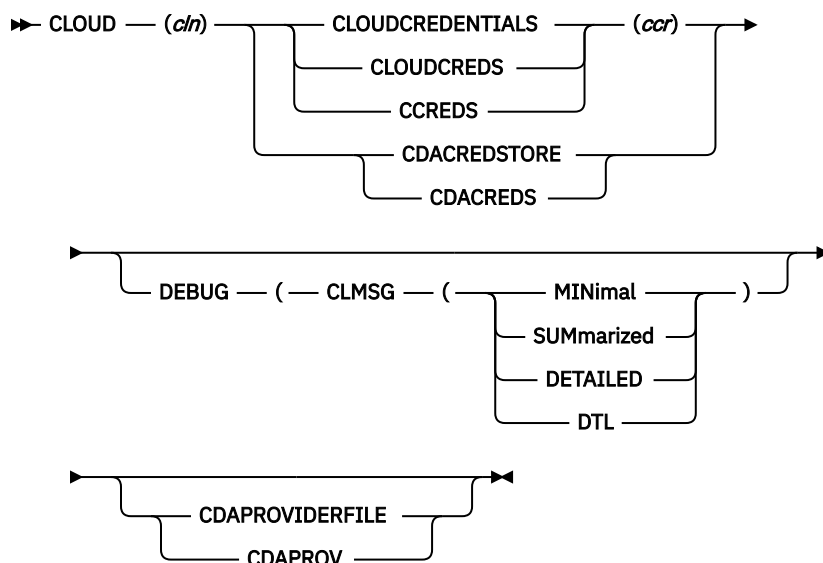 CLOUD (cln) CLOUDCREDENTIALS (ccr)
CLOUDCREDS
CCREDS
CDACREDSTORE
CDACREDS
DEBUG ( CLMSG ( MINimal )
SUMmarized
DETAILED
DTL
CDAPROVIDERFILE
CDAPROV